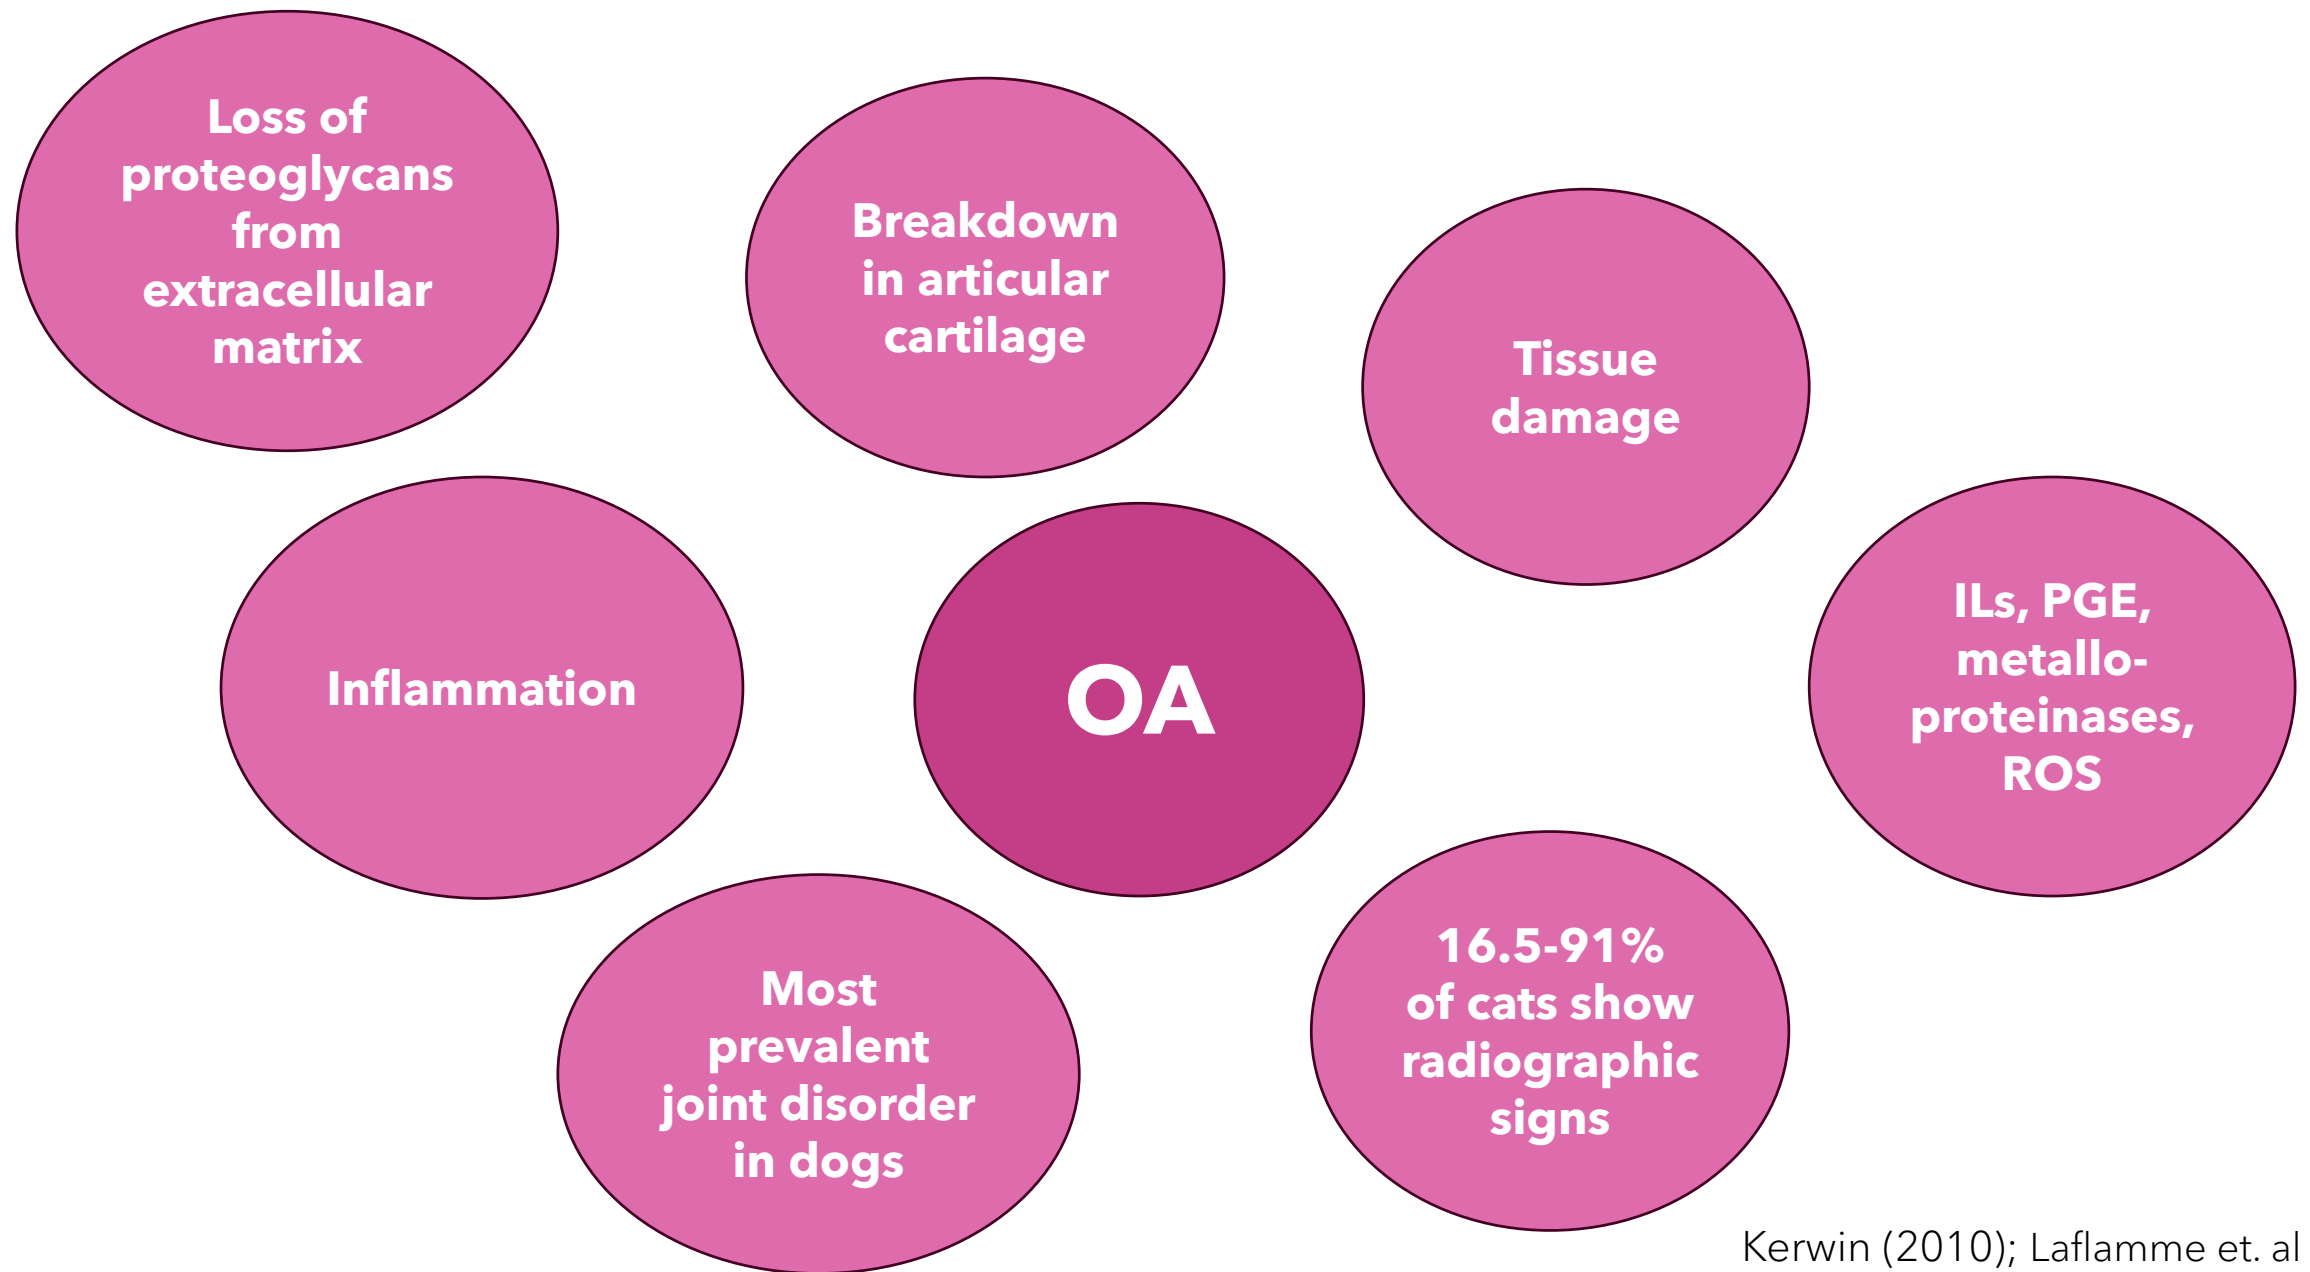 Loss of
proteoglycans
from
extracellular
matrix
Breakdown
in articular
cartilage
Tissue
damage
Inflammation
OA
ILs, PGE,
metallo-
proteinases,
ROS
Most
prevalent
joint disorder
in dogs
16.5-91%
of cats show
radiographic
signs
Kerwin (2010); Laflamme et. al